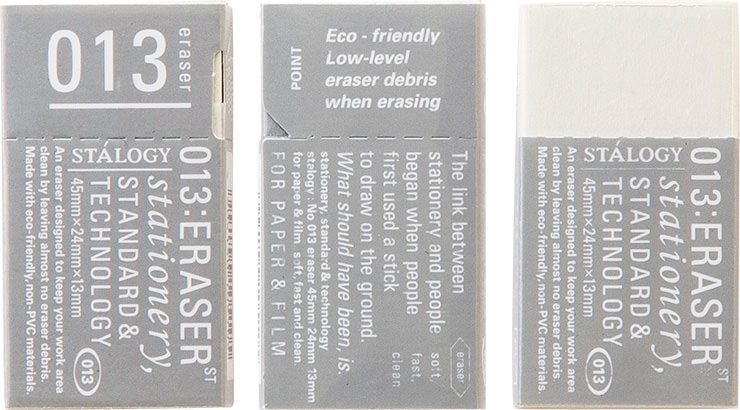 013
eraser
STÁLOGY
013:ERASER ST
stationery,
STANDARD &
TECHNOLOGY
45mm×24mm×13mm
An eraser designed to keep your work area
clean by leaving almost no eraser debris.
Made with eco-friendly, non-PVC materials.
013
POINT
Eco - friendly
Low-level
eraser debris
when erasing
The link between
stationery and people
began when people
first used a stick
to draw on the ground.
What should have been, is.
stationery, standard & technology
stalogy : No 013 eraser 45mm 24mm 13mm
for paper & film. soft, fast and clean.
FOR PAPER & FILM
eraser
soft,
fast,
clean
STÁLOGY
013:ERASER ST
stationery,
STANDARD &
TECHNOLOGY
45mm×24mm×13mm
An eraser designed to keep your work area
clean by leaving almost no eraser debris.
Made with eco-friendly, non-PVC materials.
013